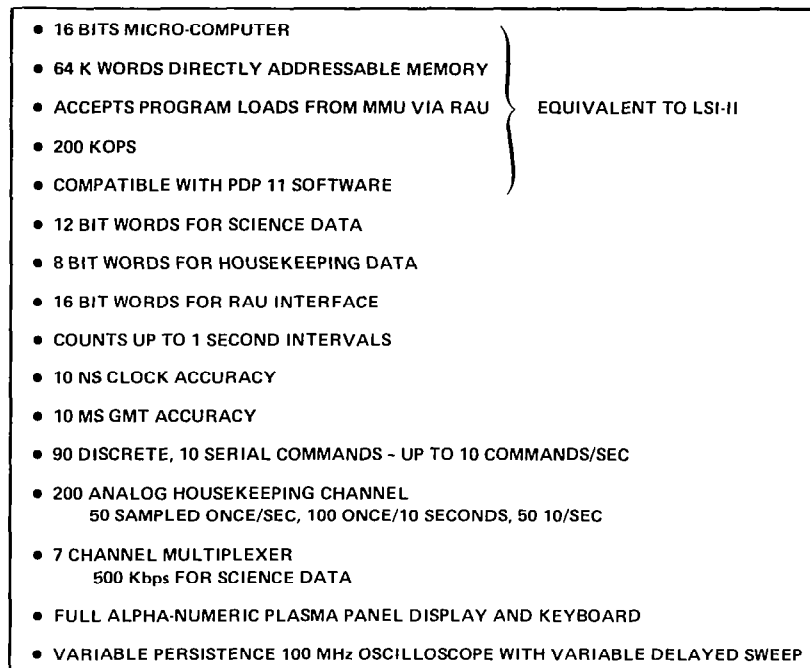 • 16 BITS MICRO-COMPUTER
• 64 K WORDS DIRECTLY ADDRESSABLE MEMORY
• ACCEPTS PROGRAM LOADS FROM MMU VIA RAU
EQUIVALENT TO LSI-II
• 200 KOPS
• COMPATIBLE WITH PDP 11 SOFTWARE
• 12 BIT WORDS FOR SCIENCE DATA
• 8 BIT WORDS FOR HOUSEKEEPING DATA
• 16 BIT WORDS FOR RAU INTERFACE
• COUNTS UP TO 1 SECOND INTERVALS
• 10 NS CLOCK ACCURACY
• 10 MS GMT ACCURACY
• 90 DISCRETE, 10 SERIAL COMMANDS - UP TO 10 COMMANDS/SEC
• 200 ANALOG HOUSEKEEPING CHANNEL
50 SAMPLED ONCE/SEC, 100 ONCE/10 SECONDS, 50 10/SEC
• 7 CHANNEL MULTIPLEXER
500 Kbps FOR SCIENCE DATA
• FULL ALPHA-NUMERIC PLASMA PANEL DISPLAY AND KEYBOARD
• VARIABLE PERSISTENCE 100 MHz OSCILLOSCOPE WITH VARIABLE DELAYED SWEEP